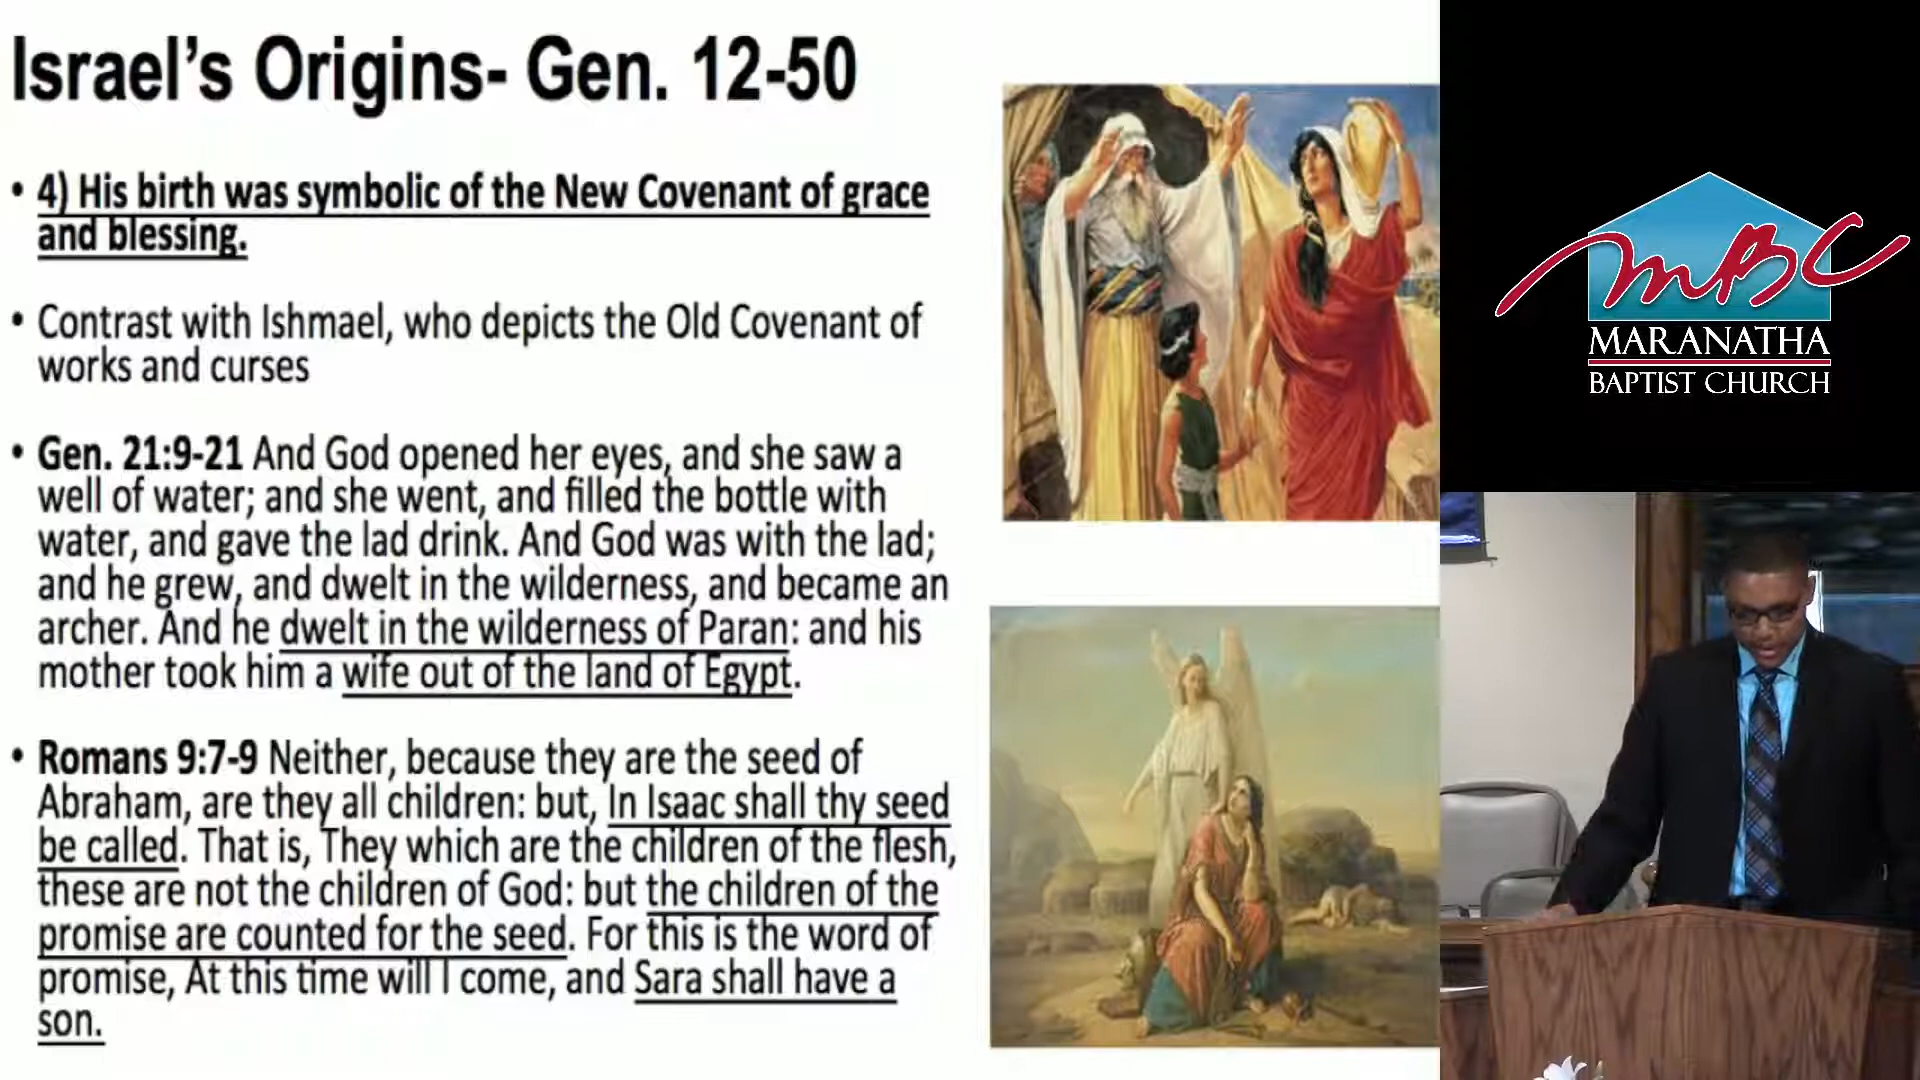 Israel's Origins- Gen. 12-50
• 4) His birth was symbolic of the New Covenant of grace
and blessing.
• Contrast with Ishmael, who depicts the Old Covenant of
works and curses
• Gen. 21:9-21 And God opened her eyes, and she saw a
well of water; and she went, and filled the bottle with
water, and gave the lad drink. And God was with the lad;
and he grew, and dwelt in the wilderness, and became an
archer. And he dwelt in the wilderness of Paran: and his
mother took him a wife out of the land of Egypt.
• Romans 9:7-9 Neither, because they are the seed of
Abraham, are they all children: but, In Isaac shall thy seed
be called. That is, They which are the children of the flesh,
these are not the children of God: but the children of the
promise are counted for the seed. For this is the word of
promise, At this time will I come, and Sara shall have a
son.
MBC
MARANATHA
BAPTIST CHURCH